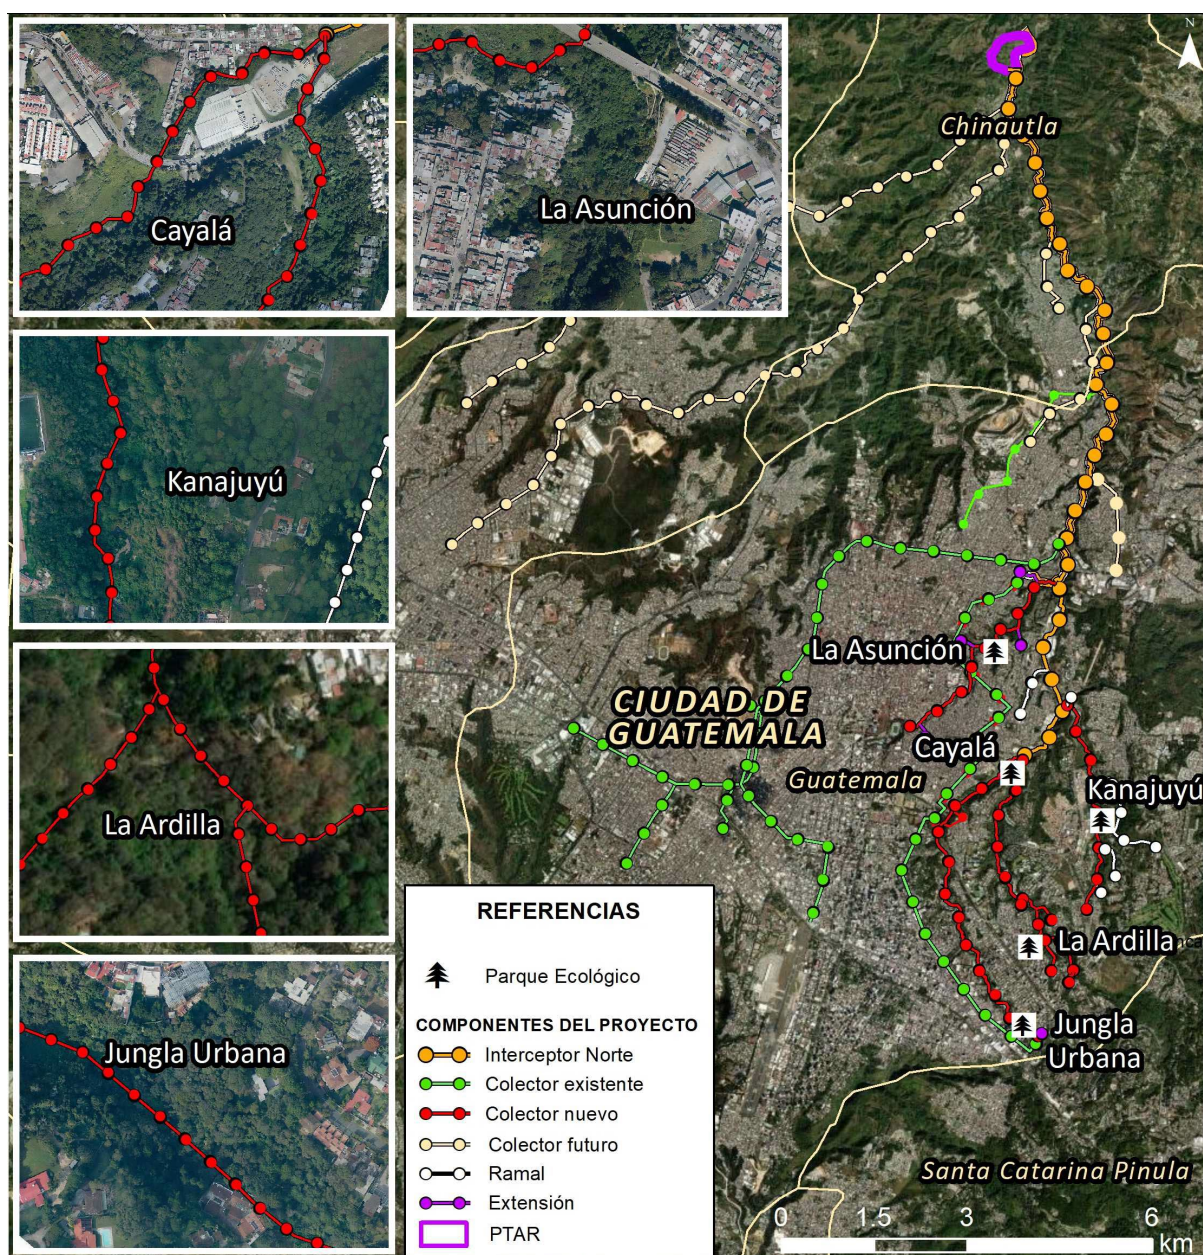 Cayalá
La Asunción
N
Chinautla
Kanajuyú
La Ardilla
Jungla Urbana
La Asunción
CIUDAD DE
GUATEMALA
Cayalá
Guatemala
Kanajuyú
La Ardilla
Jungla
Urbana
Santa Catarina Pinula
REFERENCIAS
Parque Ecológico
COMPONENTES DEL PROYECTO
Interceptor Norte
Colector existente
Colector nuevo
Colector futuro
Ramal
Extensión
PTAR
0 1.5 3 6
km